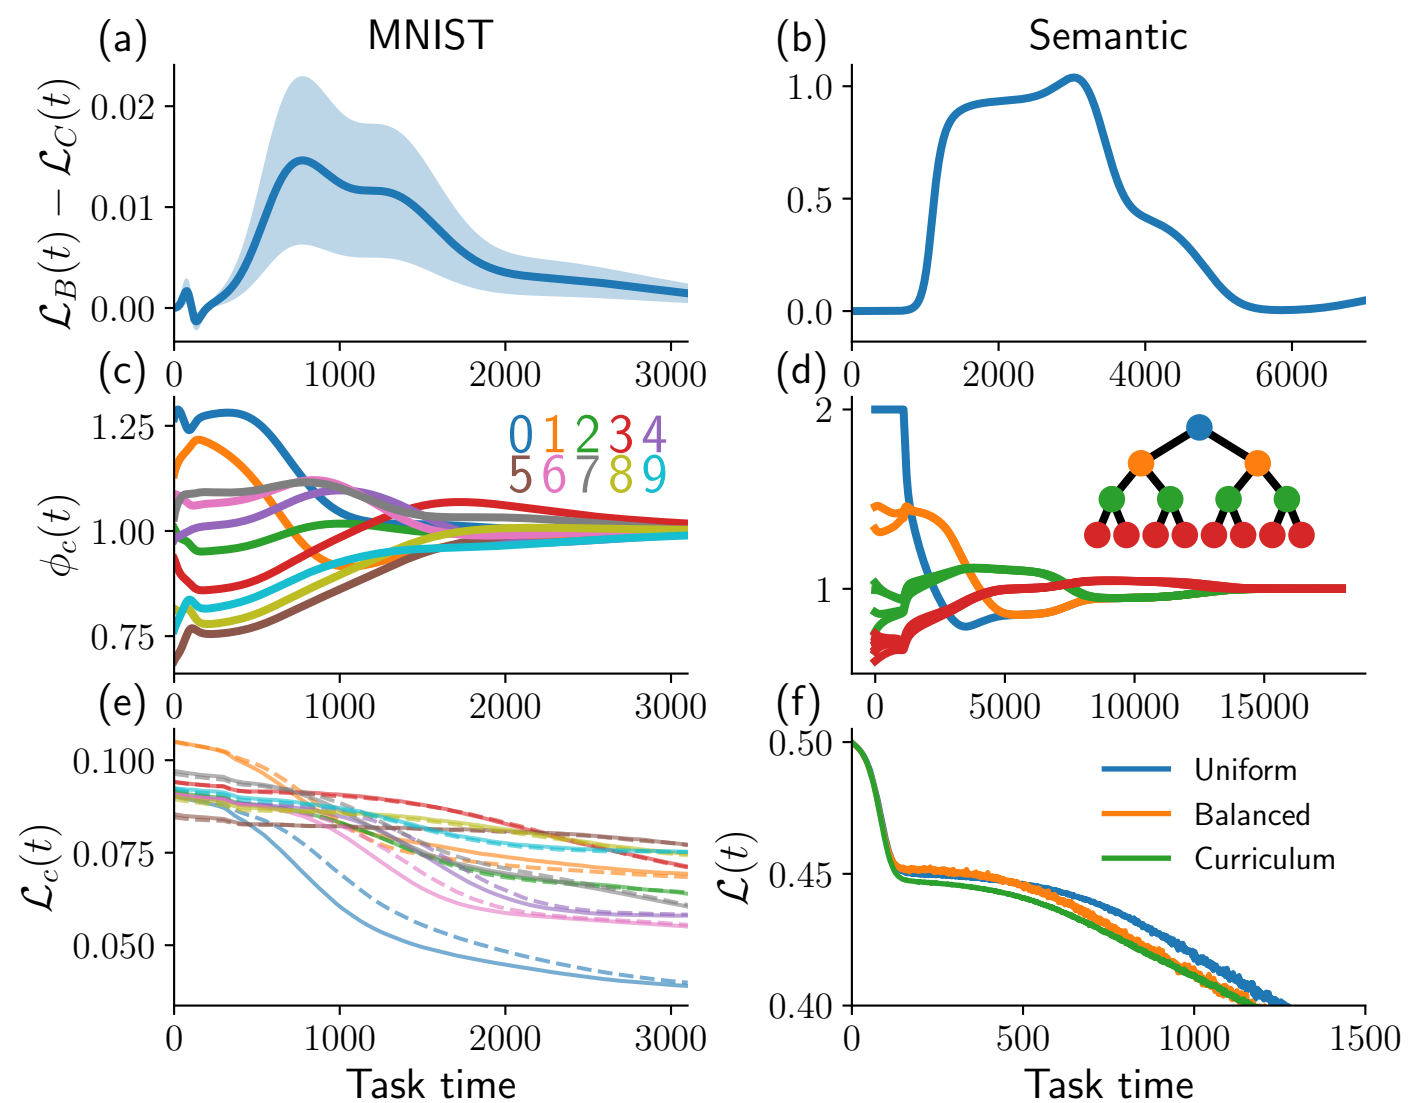 (a) MNIST
(b) Semantic
0.02
0.01
0.00
ℒ_B(t) − ℒ_C(t)
0 1000 2000 3000
1.0
0.5
0.0
0 2000 4000 6000
(c)
1.25
1.00
0.75
ϕ_c(t)
0 1 2 3 4
5 6 7 8 9
0 1000 2000 3000
(d)
2
1
0 5000 10000 15000
(e)
0.100
0.075
0.050
ℒ_c(t)
0 1000 2000 3000
Task time
(f)
0.50
0.45
0.40
ℒ(t)
Uniform
Balanced
Curriculum
0 500 1000 1500
Task time